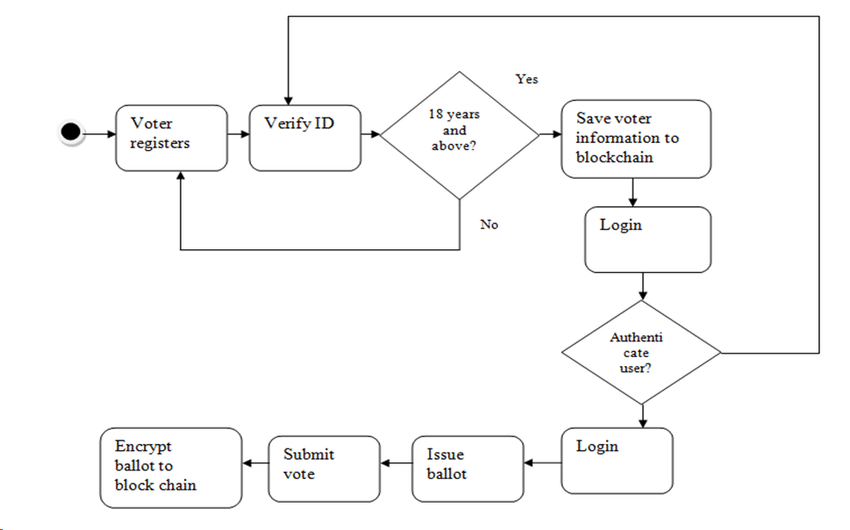 Voter
registers
Verify ID
18 years
and
above?
Yes
No
Save voter
information to
blockchain
Login
Authenti
cate
user?
Login
Issue
ballot
Submit
vote
Encrypt
ballot to
block chain